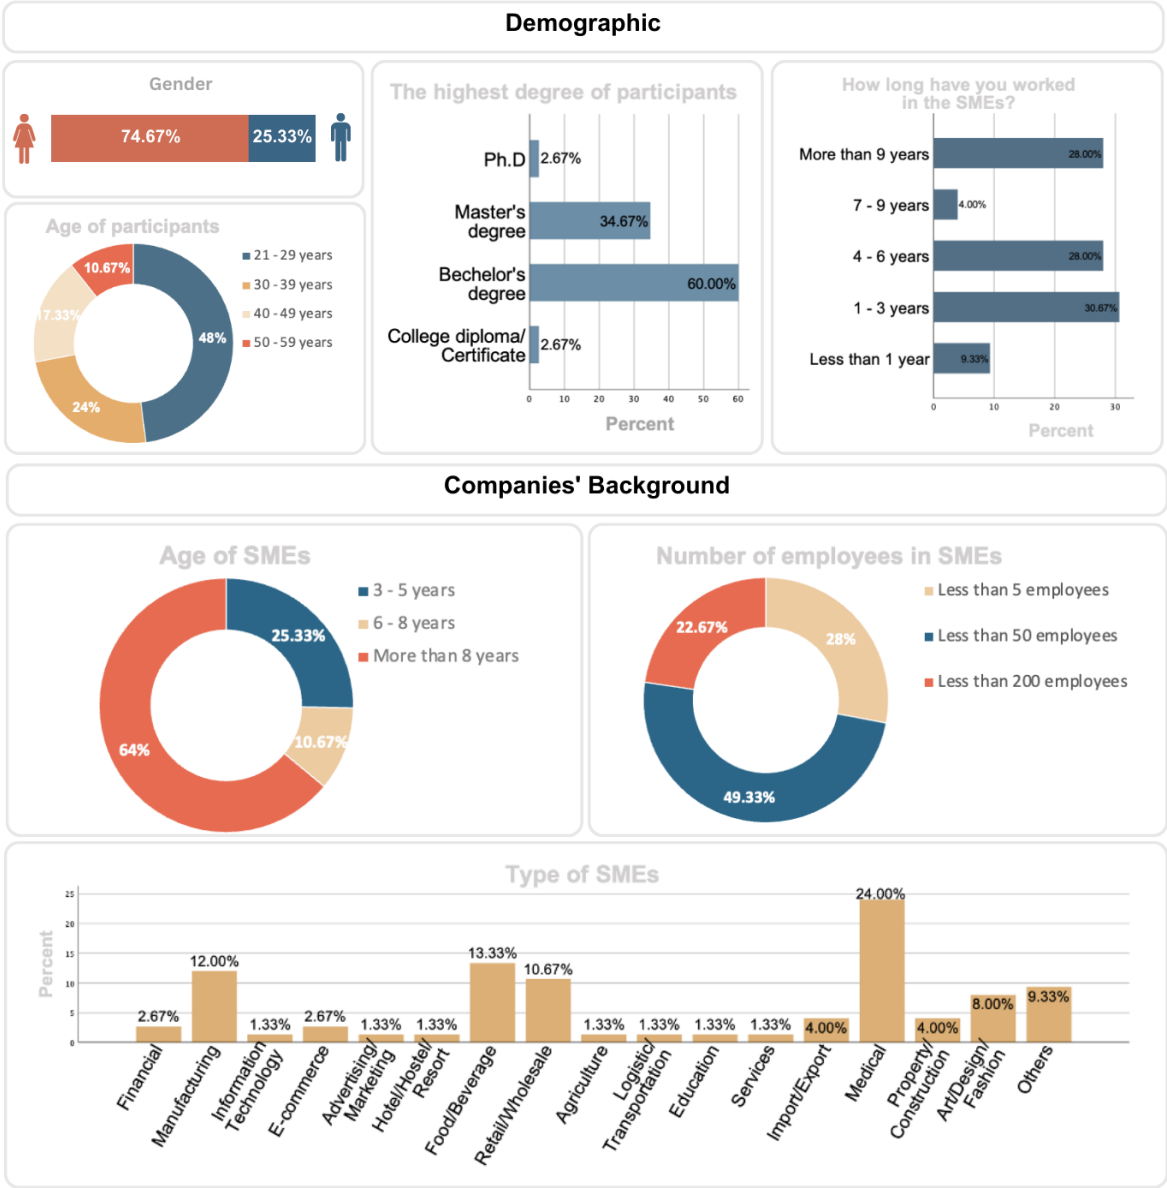 Demographic
Gender
74.67%
25.33%
Age of participants
10.67%
7.33%
48%
24%
21 - 29 years
30 - 39 years
40 - 49 years
50 - 59 years
The highest degree of participants
Ph.D
2.67%
Master's
degree
34.67%
Bechelor's
degree
60.00%
College diploma/
Certificate
2.67%
0 10 20 30 40 50 60
Percent
How long have you worked
in the SMEs?
More than 9 years
28.00%
7 - 9 years
4.00%
4 - 6 years
28.00%
1 - 3 years
30.67%
Less than 1 year
9.33%
0 10 20 30
Percent
Companies' Background
Age of SMEs
25.33%
10.67%
64%
3 - 5 years
6 - 8 years
More than 8 years
Number of employees in SMEs
22.67%
28%
49.33%
Less than 5 employees
Less than 50 employees
Less than 200 employees
Type of SMEs
Percent
25
20
15
10
5
0
2.67%
12.00%
1.33%
2.67%
1.33%
1.33%
13.33%
10.67%
1.33%
1.33%
1.33%
1.33%
4.00%
24.00%
4.00%
8.00%
9.33%
Financial
Manufacturing
Information
Technology
E-commerce
Advertising/
Marketing
Hotel/Hostel/
Resort
Food/Beverage
Retail/Wholesale
Agriculture
Logistic/
Transportation
Education
Services
Import/Export
Medical
Property/
Construction
Art/Design/
Fashion
Others